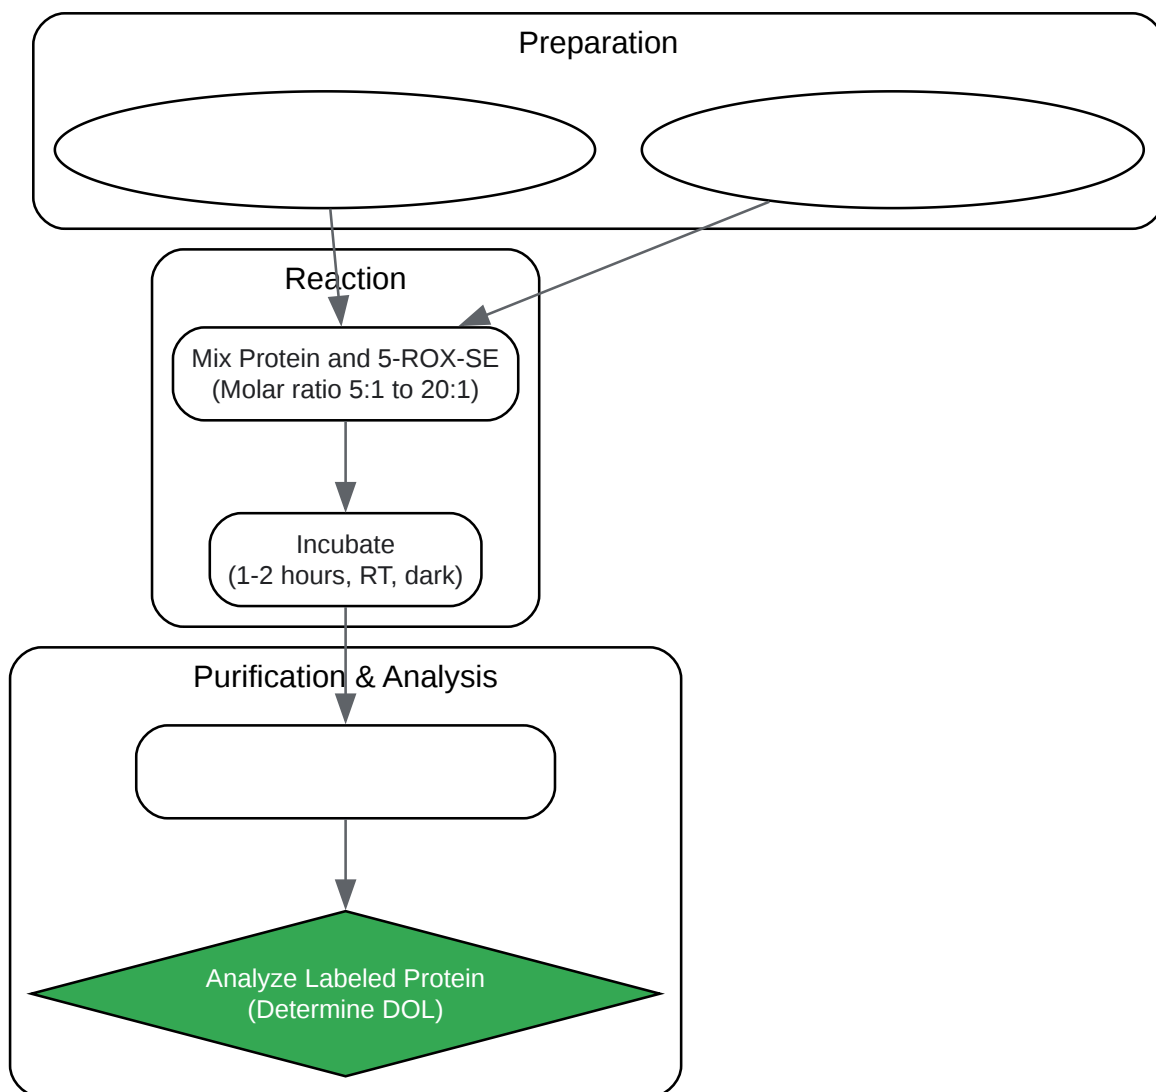 Preparation
Reaction
Mix Protein and 5-ROX-SE
(Molar ratio 5:1 to 20:1)
Incubate
(1-2 hours, RT, dark)
Purification & Analysis
Analyze Labeled Protein
(Determine DOL)